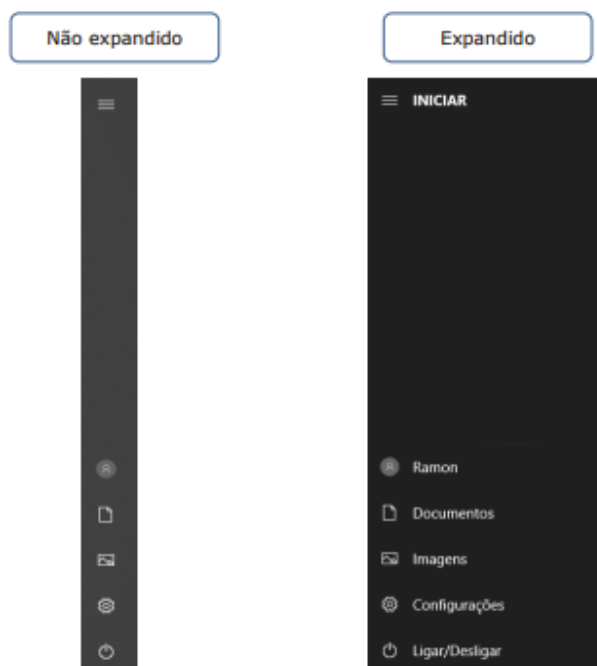 Não expandido
Expandido
INICIAR
Ramon
Documentos
Imagens
Configurações
Ligar/Desligar